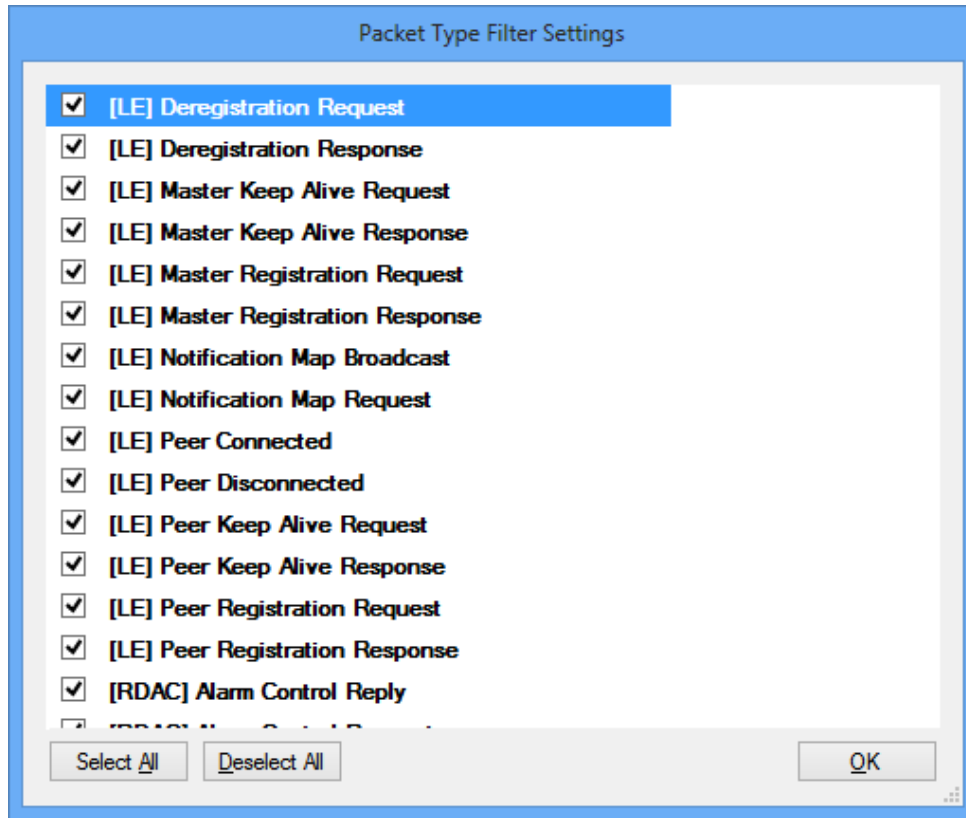 Packet Type Filter Settings
[LE] Deregistration Request
[LE] Deregistration Response
[LE] Master Keep Alive Request
[LE] Master Keep Alive Response
[LE] Master Registration Request
[LE] Master Registration Response
[LE] Notification Map Broadcast
[LE] Notification Map Request
[LE] Peer Connected
[LE] Peer Disconnected
[LE] Peer Keep Alive Request
[LE] Peer Keep Alive Response
[LE] Peer Registration Request
[LE] Peer Registration Response
[RDAC] Alarm Control Reply
Select All Deselect All OK